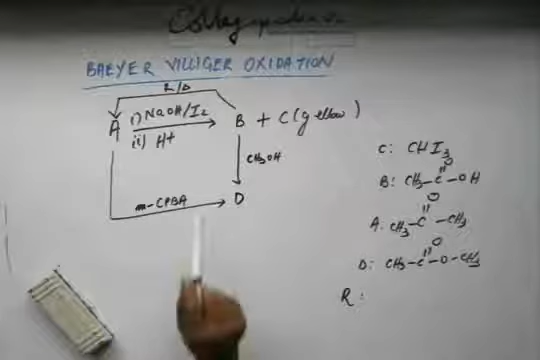 BAEYER VILLIGER OXIDATION
R/Δ
A i) NaOH/I2 B + C(yellow)
ii) H+
CH3OH
m-CPBA D
C: CHI3
O
B: CH3-C-OH
O
A: CH3-C-CH3
O
D: CH3-C-O-CH3
R: